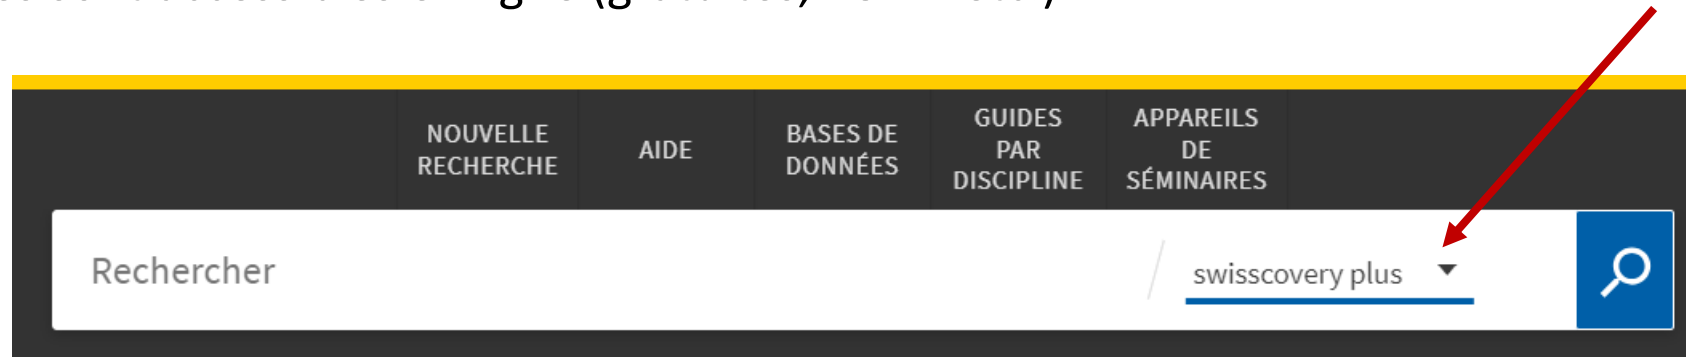 NOUVELLE
RECHERCHE
AIDE
BASES DE
DONNÉES
GUIDES
PAR
DISCIPLINE
APPAREILS
DE
SÉMINAIRES
Rechercher
swisscovery plus